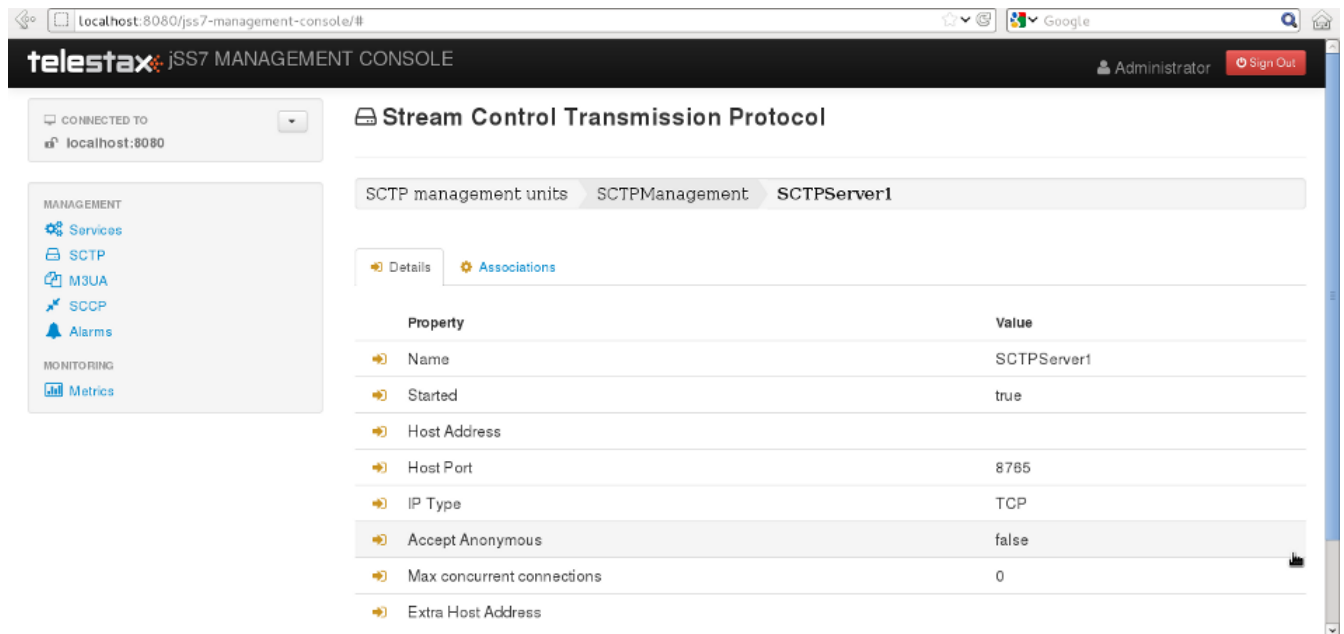 localhost:8080/jss7-management-console/#
Google
telestax jSS7 MANAGEMENT CONSOLE
Administrator
Sign Out
CONNECTED TO
localhost:8080
Stream Control Transmission Protocol
SCTP management units SCTPManagement SCTPServer1
MANAGEMENT
Services
SCTP
M3UA
SCCP
Alarms
MONITORING
Metrics
Details Associations
Property Value
Name SCTPServer1
Started true
Host Address
Host Port 8765
IP Type TCP
Accept Anonymous false
Max concurrent connections 0
Extra Host Address